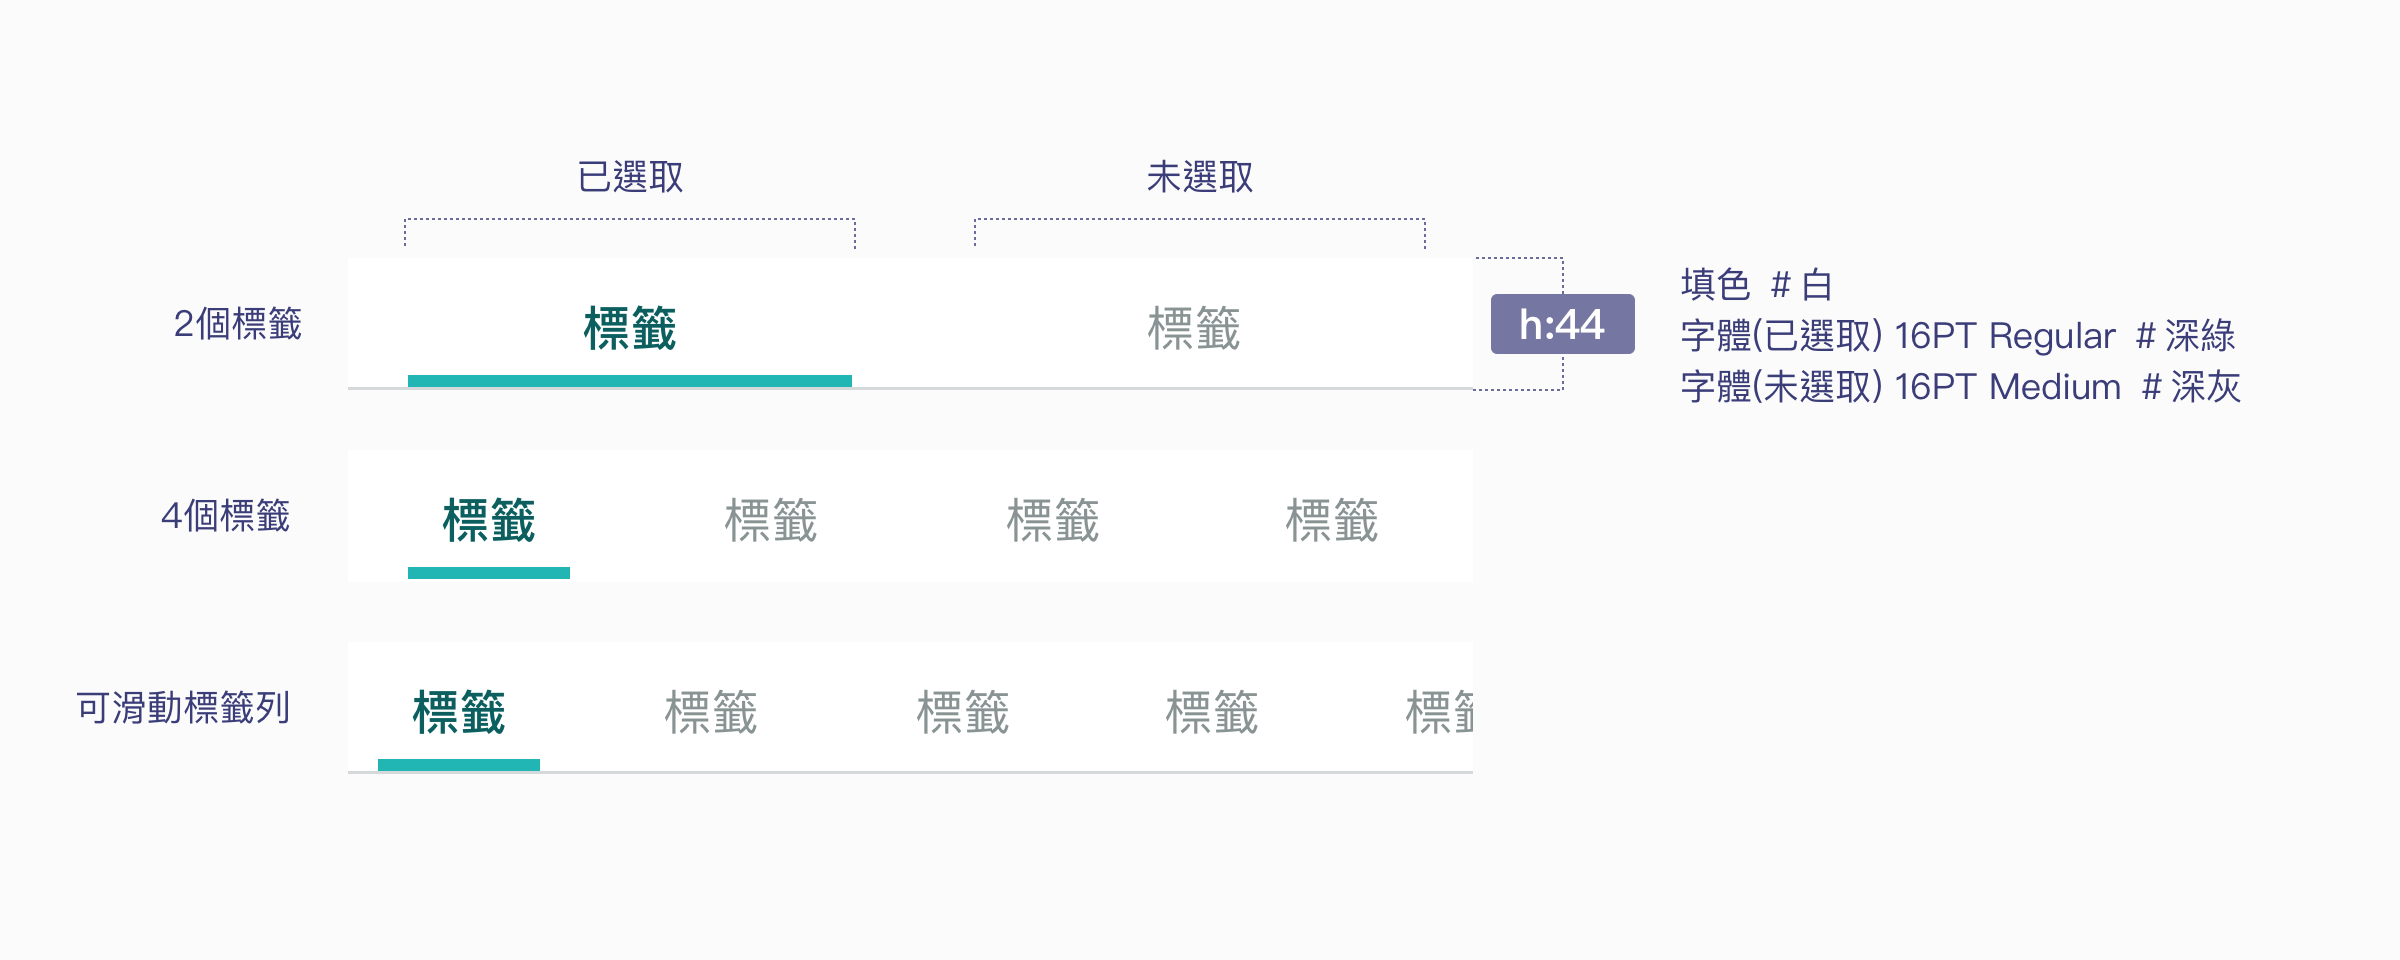 已選取 未選取
2個標籤 標籤 標籤 h:44
填色 # 白
字體(已選取) 16PT Regular # 深綠
字體(未選取) 16PT Medium # 深灰
4個標籤 標籤 標籤 標籤 標籤
可滑動標籤列 標籤 標籤 標籤 標籤 標